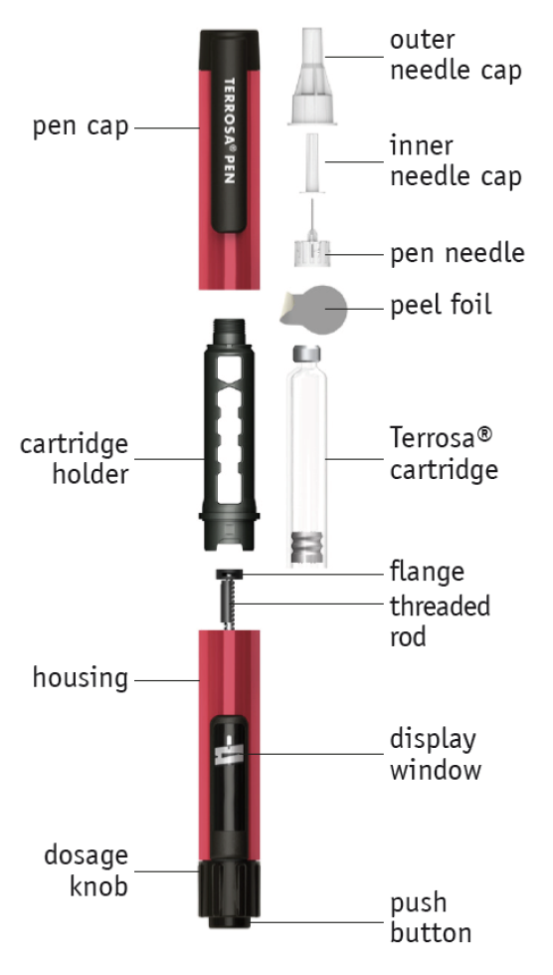 outer
needle cap
pen cap
TERROSA® PEN
inner
needle cap
pen needle
peel foil
cartridge
holder
Terrosa®
cartridge
flange
threaded
rod
housing
display
window
dosage
knob
push
button